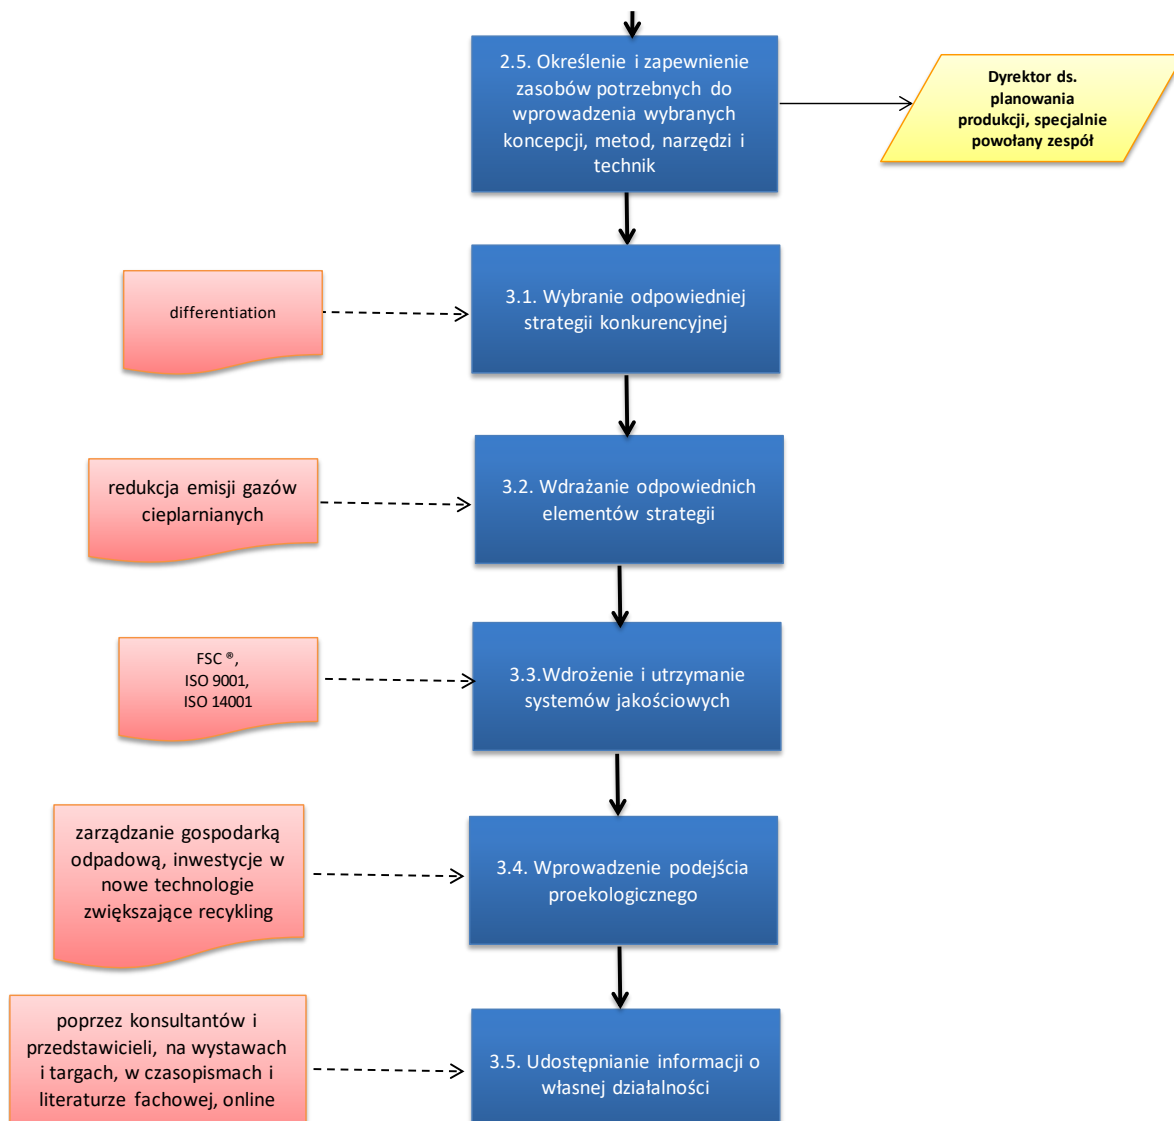 2.5. Określenie i zapewnienie
zasobów potrzebnych do
wprowadzenia wybranych
koncepcji, metod, narzędzi i
technik
Dyrektor ds.
planowania
produkcji, specjalnie
powołany zespół
differentiation
3.1. Wybranie odpowiedniej
strategii konkurencyjnej
redukcja emisji gazów
cieplarnianych
3.2. Wdrażanie odpowiednich
elementów strategii
FSC ®,
ISO 9001,
ISO 14001
3.3.Wdrożenie i utrzymanie
systemów jakościowych
zarządzanie gospodarką
odpadową, inwestycje w
nowe technologie
zwiększające recykling
3.4. Wprowadzenie podejścia
proekologicznego
poprzez konsultantów i
przedstawicieli, na wystawach
i targach, w czasopismach i
literaturze fachowej, online
3.5. Udostępnianie informacji o
własnej działalności